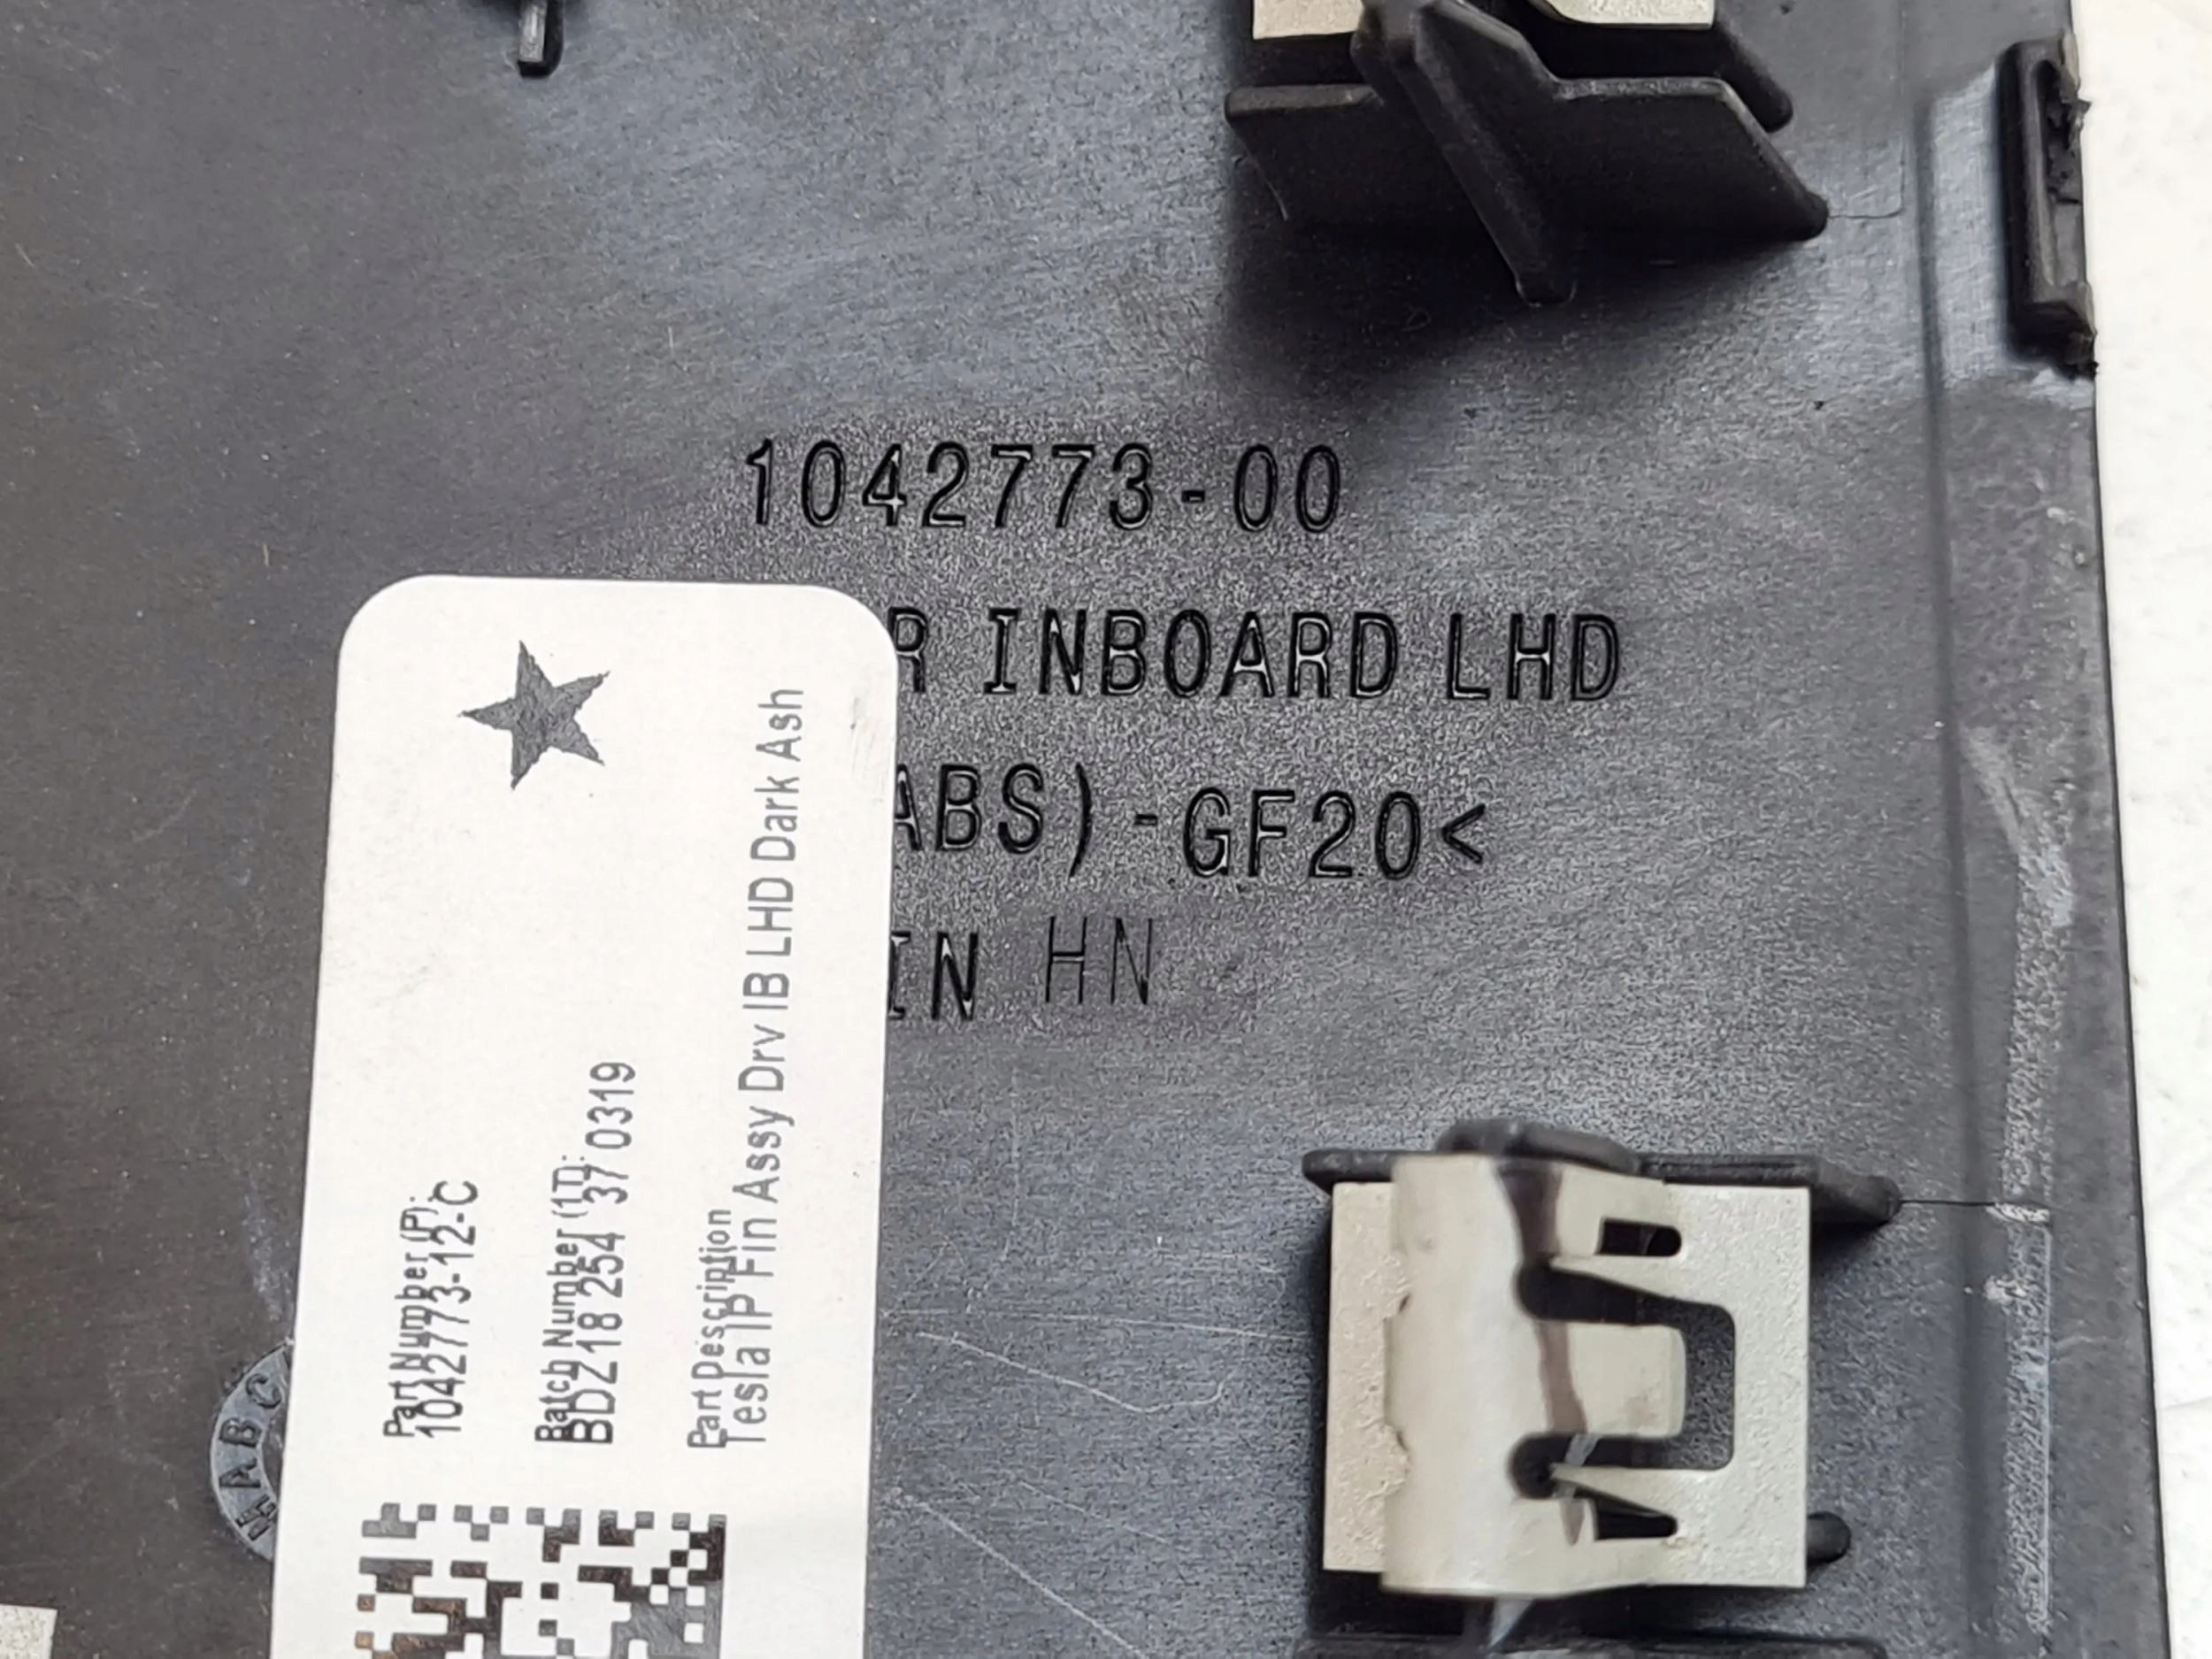 1042773-00
R INBOARD LHD
ABS)-GF20<
IN HN
Part Number (P):
1042773-12-C
Batch Number (1T):
BDZ18 254 37 0319
Part Description
Tesla IP Fin Assy Drv IB LHD Dark Ash
HABC